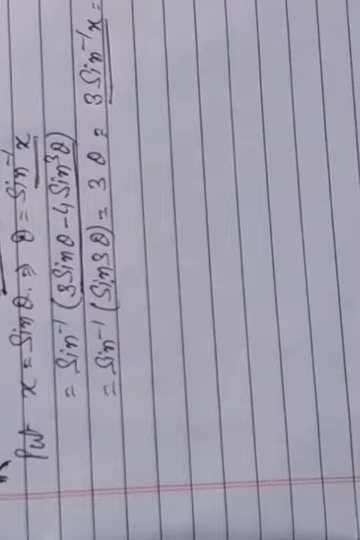 Put x = Sinθ. ⇒ θ = Sin⁻¹x
= Sin⁻¹ (3Sinθ - 4Sin³θ)
= Sin⁻¹ (Sin3θ) = 3θ = 3Sin⁻¹x =